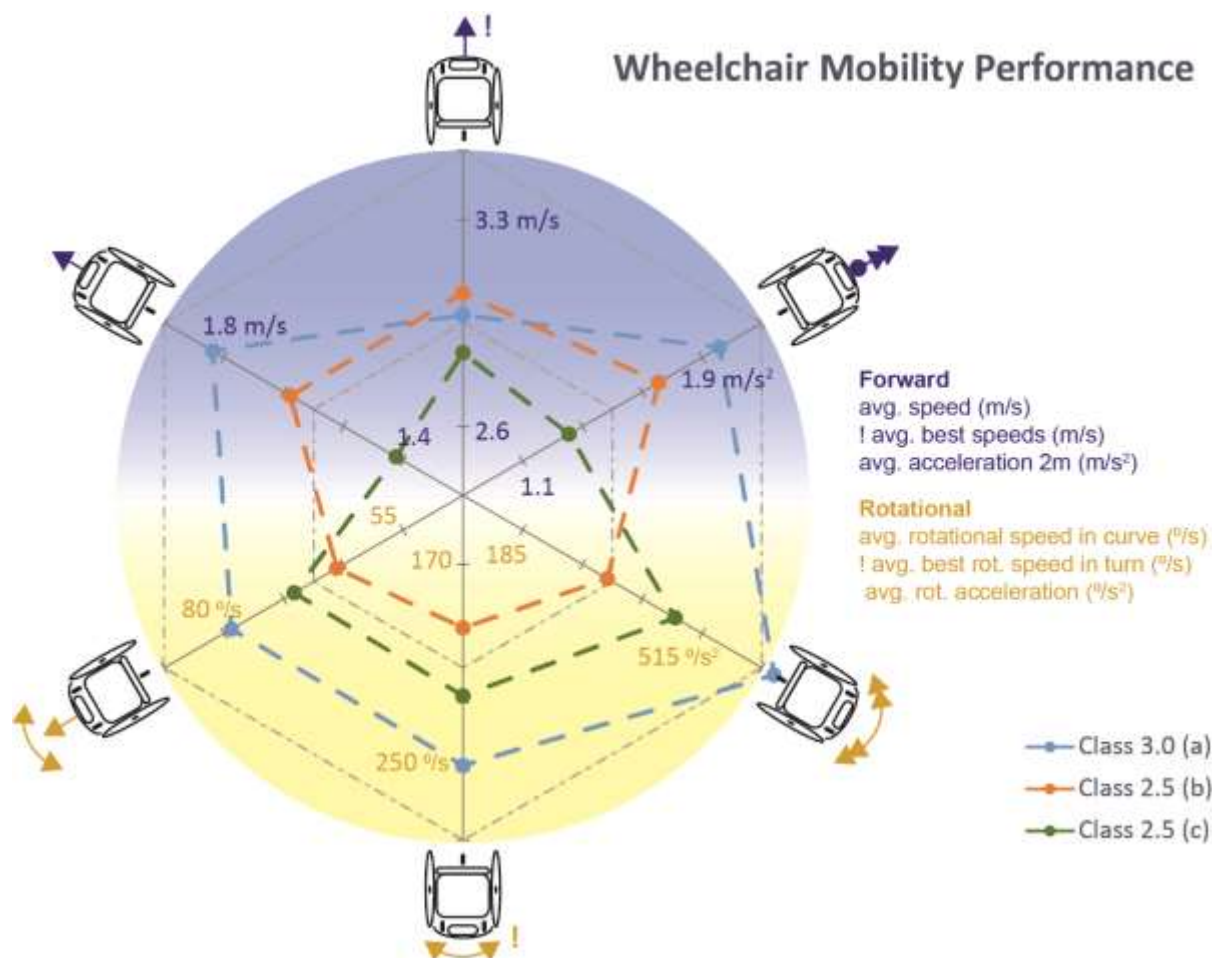 !
Wheelchair Mobility Performance
3.3 m/s
1.8 m/s
1.9 m/s²
Forward
avg. speed (m/s)
! avg. best speeds (m/s)
avg. acceleration 2m (m/s²)
1.4
2.6
1.1
Rotational
avg. rotational speed in curve (º/s)
! avg. best rot. speed in turn (º/s)
avg. rot. acceleration (º/s²)
55
170
185
80 º/s
515 º/s²
250 º/s
Class 3.0 (a)
Class 2.5 (b)
Class 2.5 (c)
!